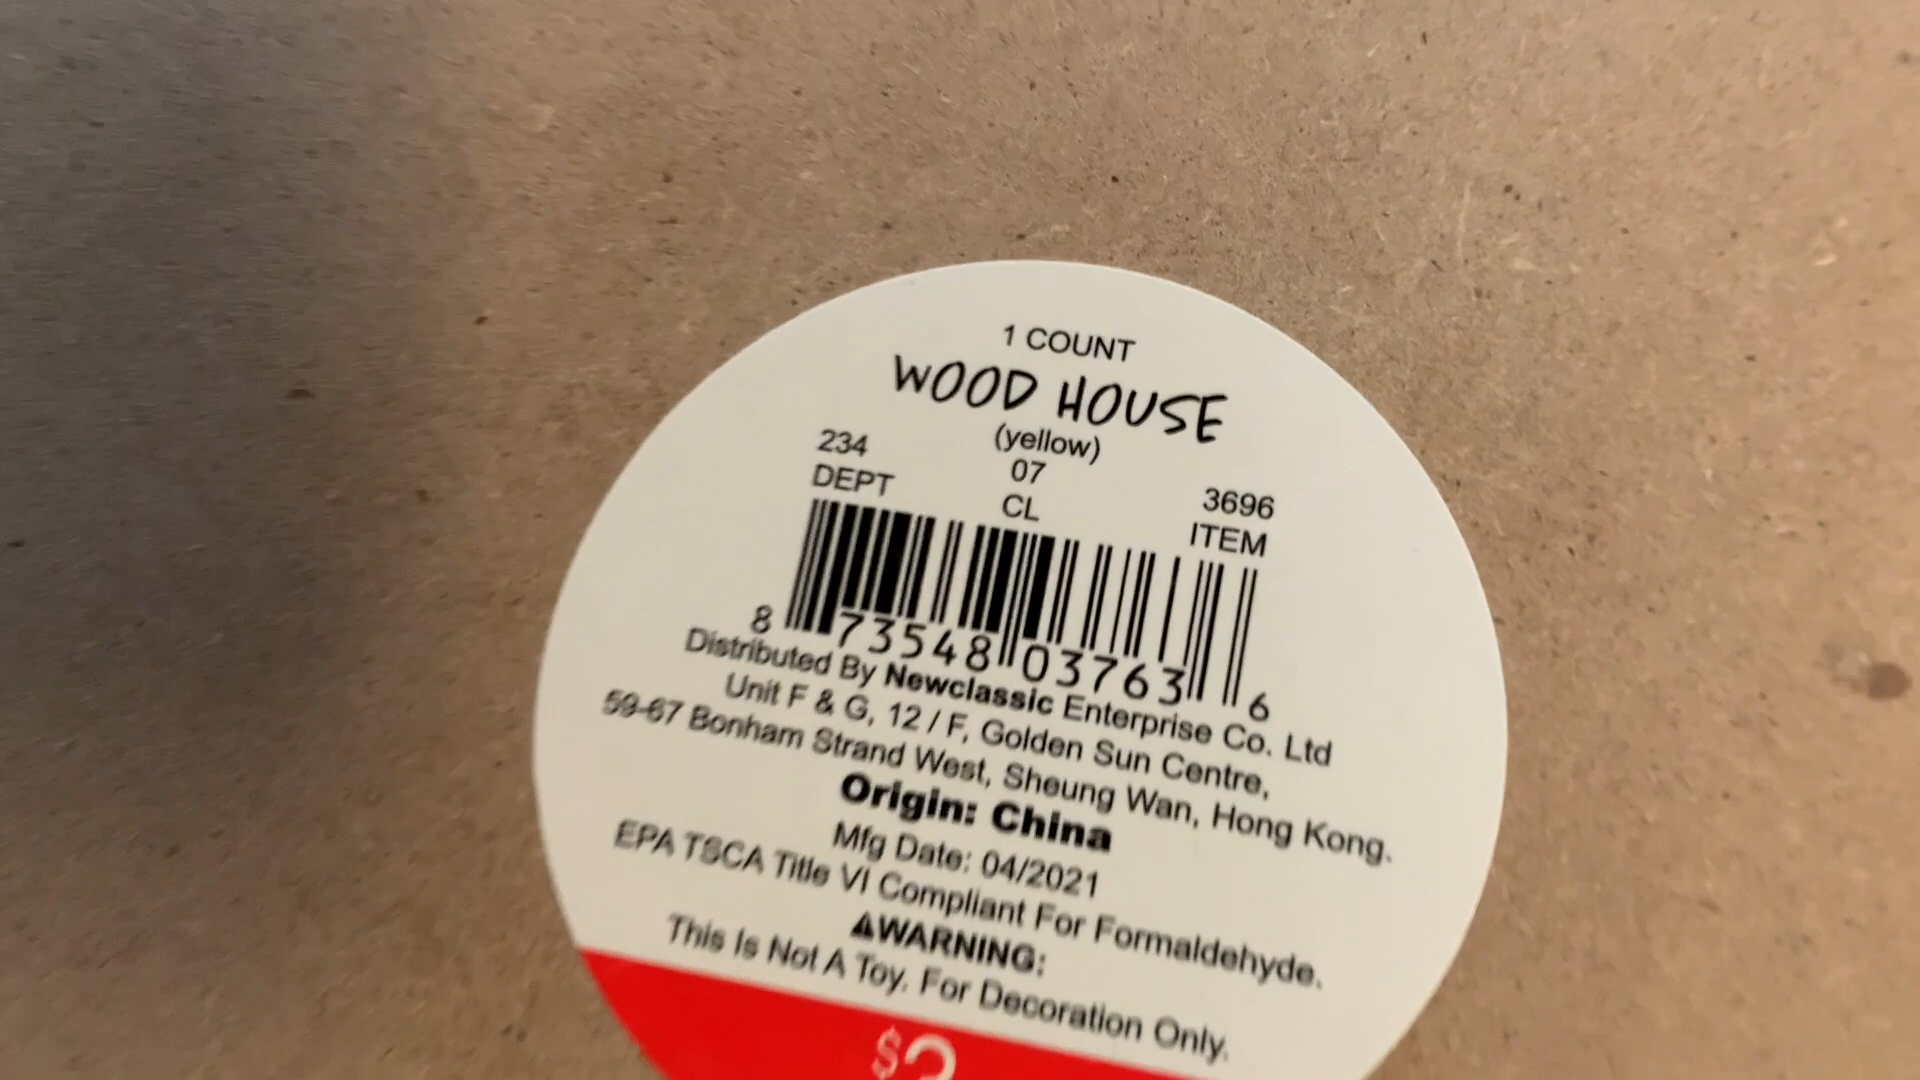 1 COUNT
WOOD HOUSE
(yellow)
234 07 3696
DEPT CL ITEM
8 73548 03763 6
Distributed By Newclassic Enterprise Co. Ltd
Unit F & G, 12 / F, Golden Sun Centre,
59-67 Bonham Strand West, Sheung Wan, Hong Kong.
Origin: China
Mfg Date: 04/2021
EPA TSCA Title VI Compliant For Formaldehyde.
⚠WARNING:
This Is Not A Toy. For Decoration Only.
$